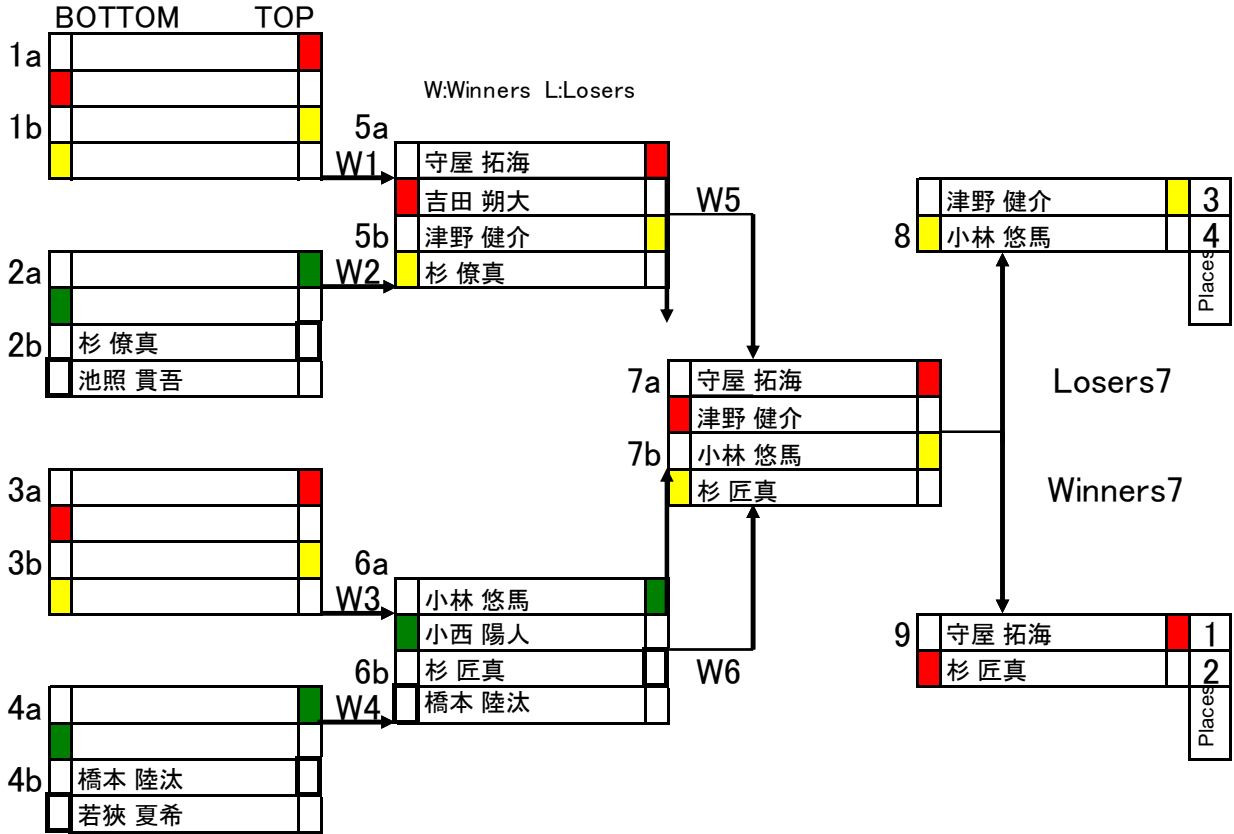 BOTTOM TOP
1a
1b
W:Winners L:Losers
W1
5a
守屋 拓海
吉田 朔大
5b
津野 健介
杉 僚真
W5
2a
W2
2b
杉 僚真
池照 貫吾
津野 健介 3
8 小林 悠馬 4
Places
7a
守屋 拓海
津野 健介
7b
小林 悠馬
杉 匠真
Losers7
Winners7
3a
3b
W3
6a
小林 悠馬
小西 陽人
6b
杉 匠真
橋本 陸汰
W6
4a
W4
4b
橋本 陸汰
若狹 夏希
9 守屋 拓海 1
杉 匠真 2
Places